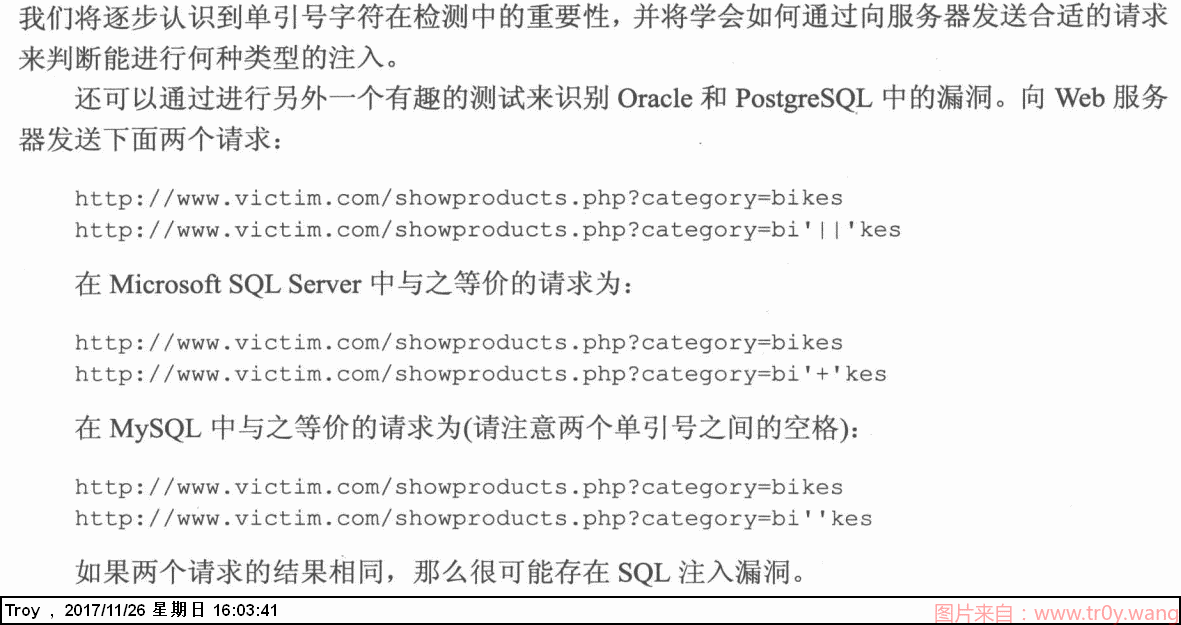 我们将逐步认识到单引号字符在检测中的重要性，并将学会如何通过向服务器发送合适的请求
来判断能进行何种类型的注入。
还可以通过进行另外一个有趣的测试来识别 Oracle 和 PostgreSQL 中的漏洞。向 Web 服务
器发送下面两个请求：
http://www.victim.com/showproducts.php?category=bikes
http://www.victim.com/showproducts.php?category=bi'||'kes
在 Microsoft SQL Server 中与之等价的请求为：
http://www.victim.com/showproducts.php?category=bikes
http://www.victim.com/showproducts.php?category=bi'+'kes
在 MySQL 中与之等价的请求为(请注意两个单引号之间的空格)：
http://www.victim.com/showproducts.php?category=bikes
http://www.victim.com/showproducts.php?category=bi''kes
如果两个请求的结果相同，那么很可能存在 SQL 注入漏洞。
Troy , 2017/11/26 星期日 16:03:41
图片来自：www.tr0y.wang